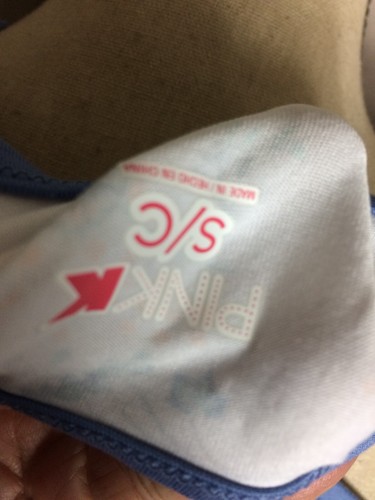 PINK K
S/C
MADE IN / HECHO EN CHINA